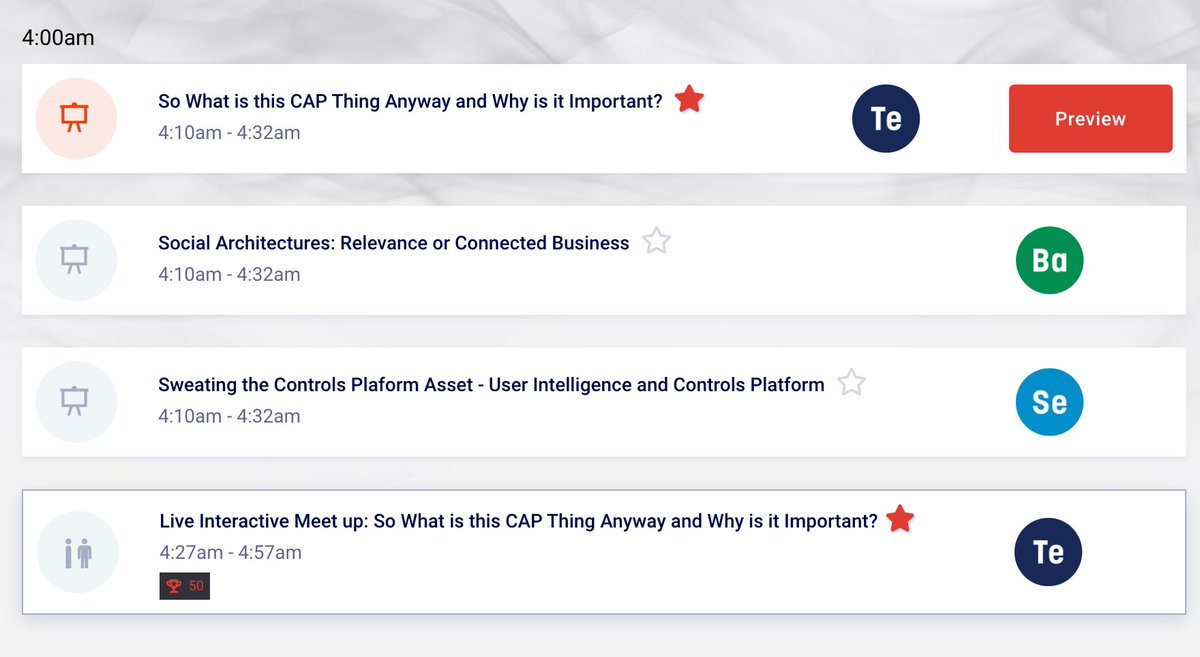 4:00am
So What is this CAP Thing Anyway and Why is it Important?
4:10am - 4:32am
Te
Preview
Social Architectures: Relevance or Connected Business
4:10am - 4:32am
Ba
Sweating the Controls Plaform Asset - User Intelligence and Controls Platform
4:10am - 4:32am
Se
Live Interactive Meet up: So What is this CAP Thing Anyway and Why is it Important?
4:27am - 4:57am
50
Te